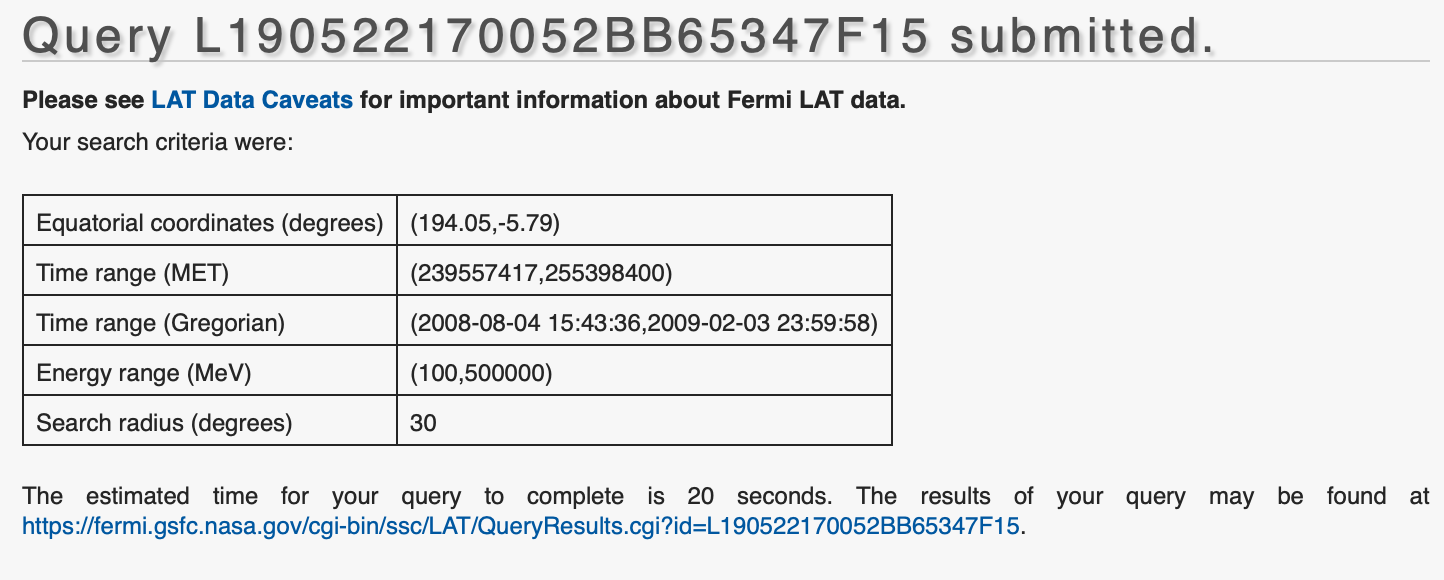 Query L190522170052BB65347F15 submitted.
Please see LAT Data Caveats for important information about Fermi LAT data.
Your search criteria were:
Equatorial coordinates (degrees) (194.05,-5.79)
Time range (MET) (239557417,255398400)
Time range (Gregorian) (2008-08-04 15:43:36,2009-02-03 23:59:58)
Energy range (MeV) (100,500000)
Search radius (degrees) 30
The estimated time for your query to complete is 20 seconds. The results of your query may be found at
https://fermi.gsfc.nasa.gov/cgi-bin/ssc/LAT/QueryResults.cgi?id=L190522170052BB65347F15.